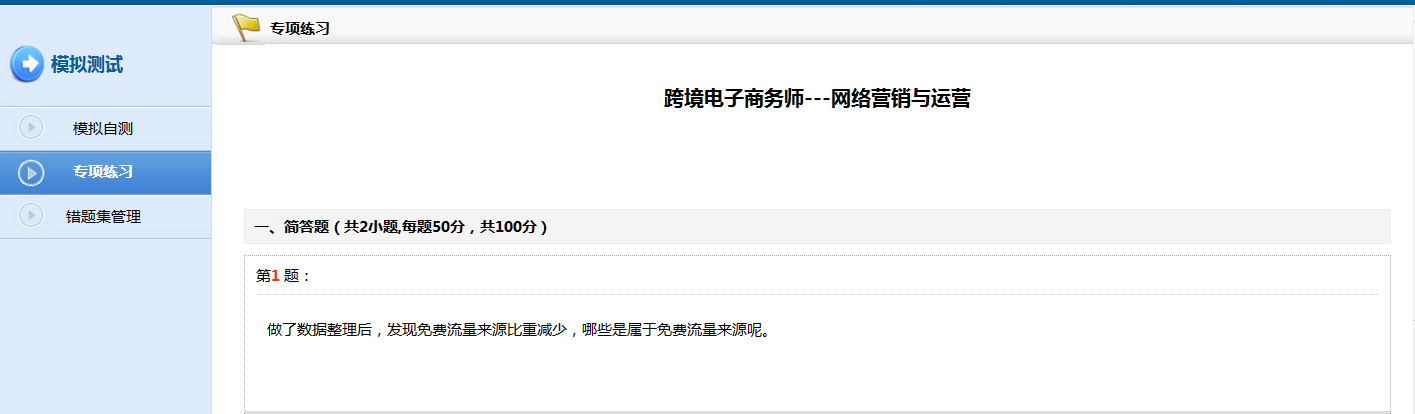 专项练习
模拟测试
跨境电子商务师---网络营销与运营
模拟自测
专项练习
错题集管理
一、简答题（共2小题,每题50分，共100分）
第1 题：
做了数据整理后，发现免费流量来源比重减少，哪些是属于免费流量来源呢。